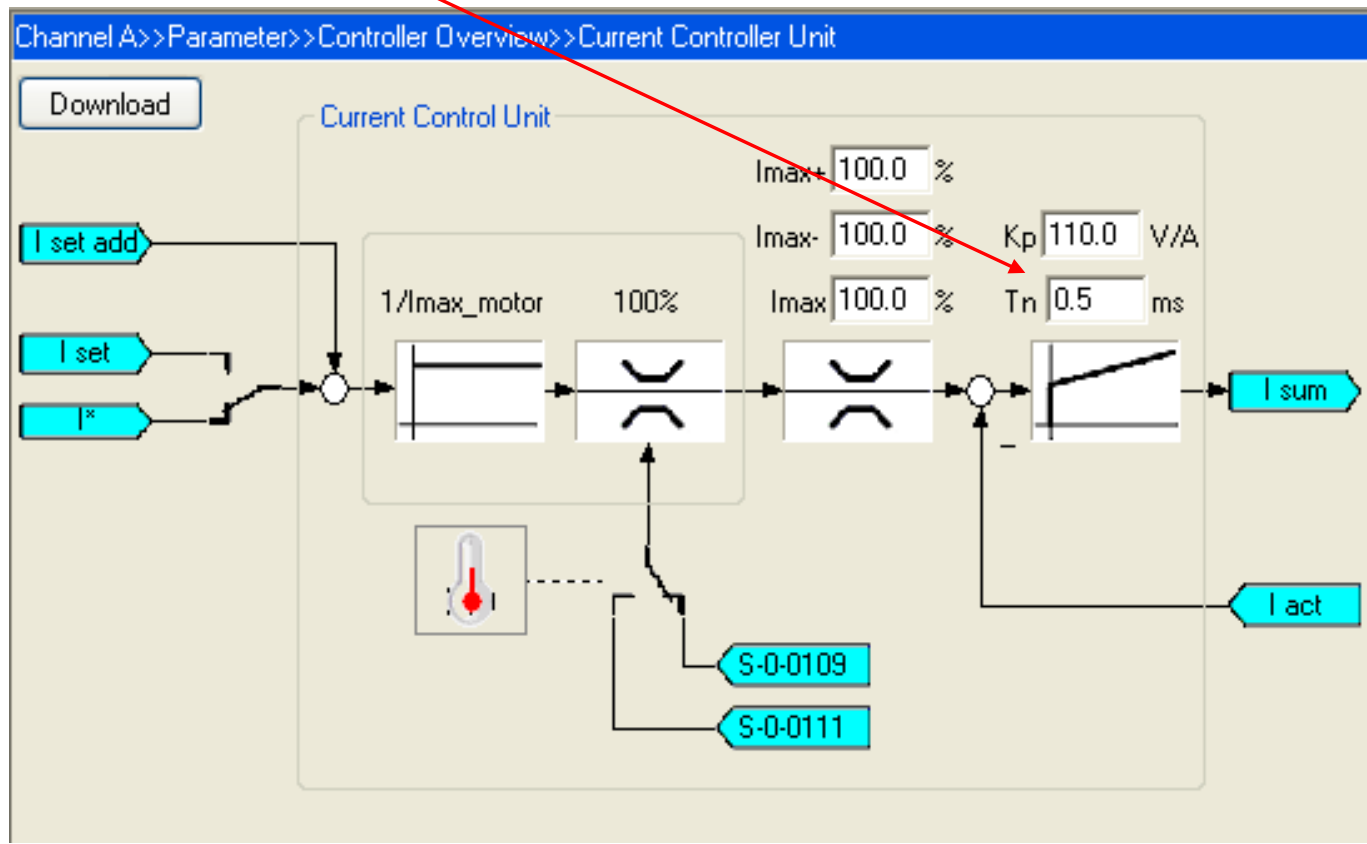 Channel A>>Parameter>>Controller Overview>>Current Controller Unit
Download
Current Control Unit
Imax+ 100.0 %
I set add
Imax- 100.0 % Kp 110.0 V/A
1/Imax_motor 100% Imax 100.0 % Tn 0.5 ms
I set
I*
I sum
I act
S-0-0109
S-0-0111